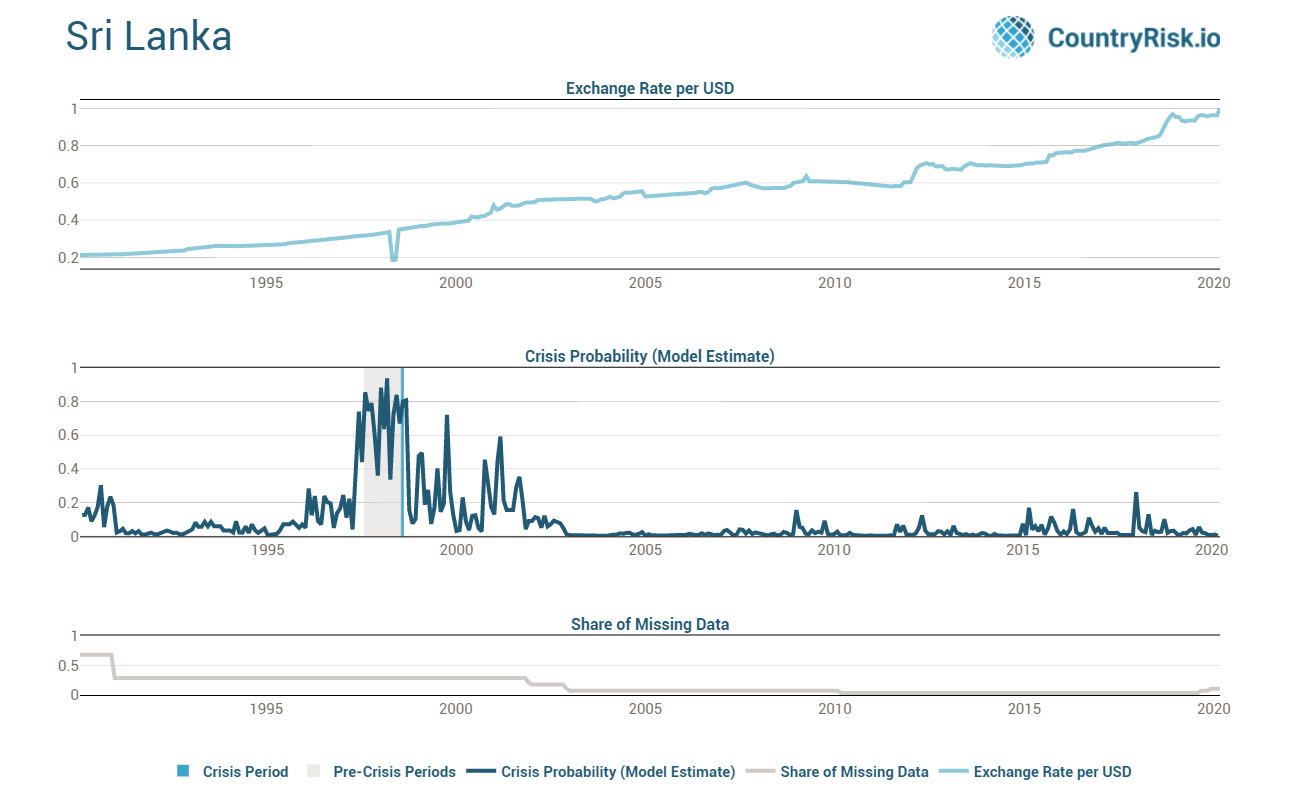 Sri Lanka
CountryRisk.io
Exchange Rate per USD
1
0.8
0.6
0.4
0.2
1995 2000 2005 2010 2015 2020
Crisis Probability (Model Estimate)
1
0.8
0.6
0.4
0.2
0
1995 2000 2005 2010 2015 2020
Share of Missing Data
1
0.5
0
1995 2000 2005 2010 2015 2020
Crisis Period Pre-Crisis Periods Crisis Probability (Model Estimate) Share of Missing Data Exchange Rate per USD